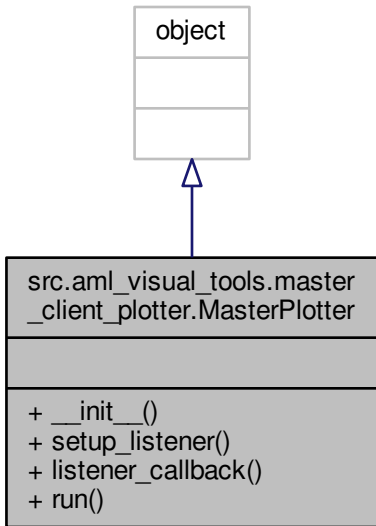 object
src.aml_visual_tools.master
_client_plotter.MasterPlotter
+ __init__()
+ setup_listener()
+ listener_callback()
+ run()